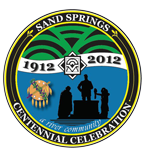 SAND SPRINGS
1912 2012
a river community
CENTENNIAL CELEBRATION